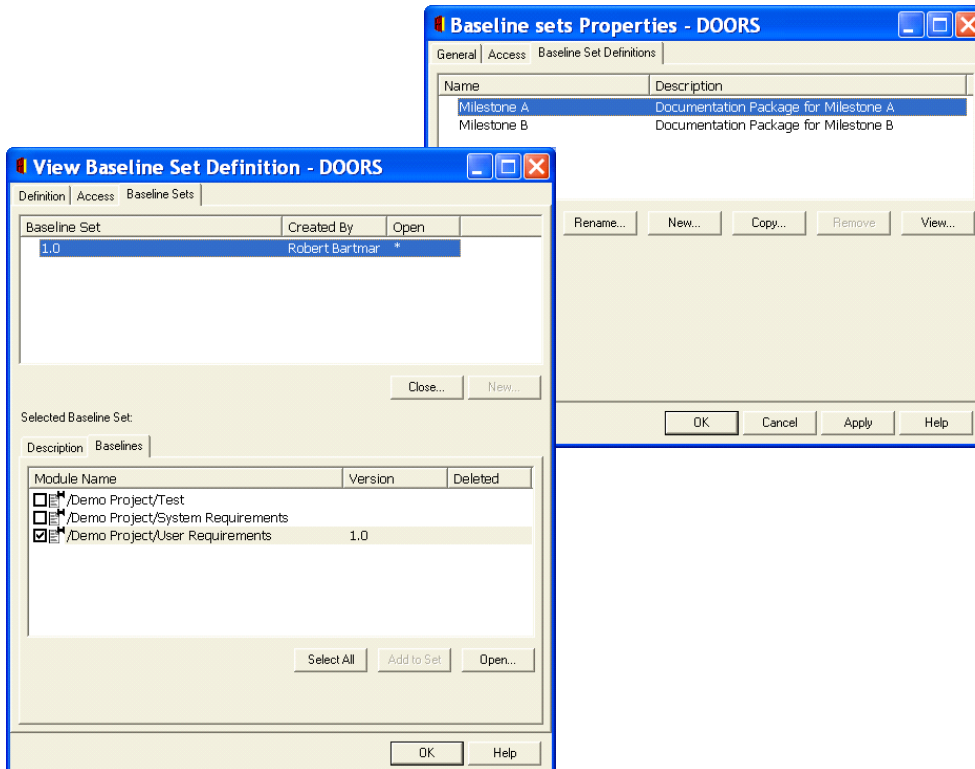 Baseline sets Properties - DOORS
General Access Baseline Set Definitions
Name Description
Milestone A Documentation Package for Milestone A
Milestone B Documentation Package for Milestone B
Rename... New... Copy... Remove View...
OK Cancel Apply Help
View Baseline Set Definition - DOORS
Definition Access Baseline Sets
Baseline Set Created By Open
1.0 Robert Bartmar *
Close... New...
Selected Baseline Set:
Description Baselines
Module Name Version Deleted
/Demo Project/Test
/Demo Project/System Requirements
/Demo Project/User Requirements 1.0
Select All Add to Set Open...
OK Help